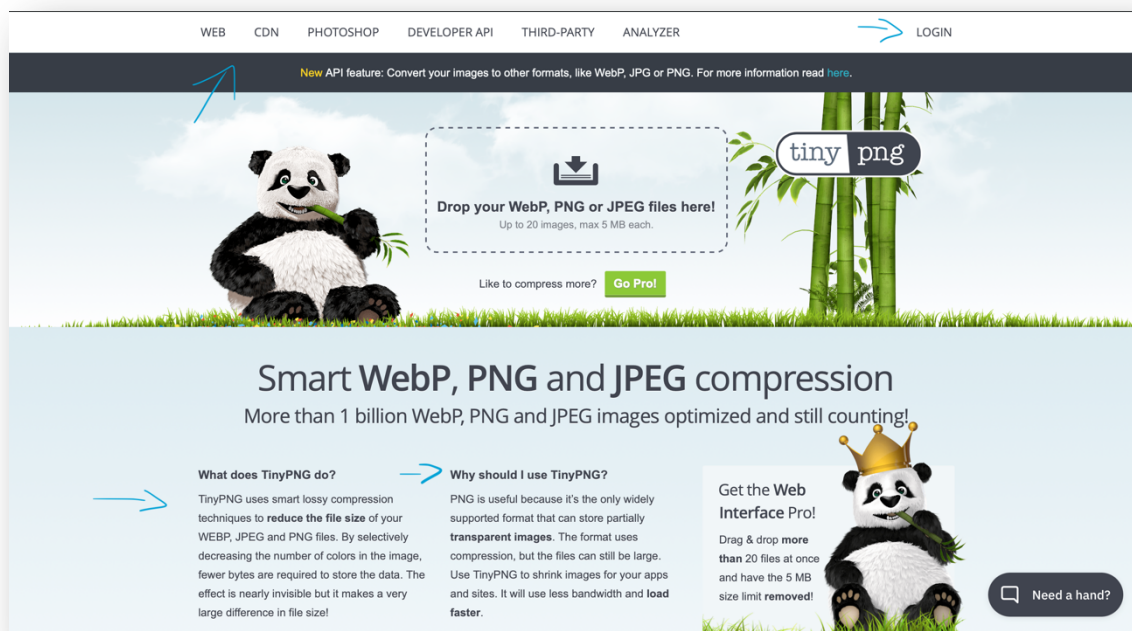 WEB CDN PHOTOSHOP DEVELOPER API THIRD-PARTY ANALYZER LOGIN
New API feature: Convert your images to other formats, like WebP, JPG or PNG. For more information read here.
tiny png
Drop your WebP, PNG or JPEG files here!
Up to 20 images, max 5 MB each.
Like to compress more? Go Pro!
Smart WebP, PNG and JPEG compression
More than 1 billion WebP, PNG and JPEG images optimized and still counting!
What does TinyPNG do?
TinyPNG uses smart lossy compression
techniques to reduce the file size of your
WEBP, JPEG and PNG files. By selectively
decreasing the number of colors in the image,
fewer bytes are required to store the data. The
effect is nearly invisible but it makes a very
large difference in file size!
Why should I use TinyPNG?
PNG is useful because it's the only widely
supported format that can store partially
transparent images. The format uses
compression, but the files can still be large.
Use TinyPNG to shrink images for your apps
and sites. It will use less bandwidth and load
faster.
Get the Web
Interface Pro!
Drag & drop more
than 20 files at once
and have the 5 MB
size limit removed!
Need a hand?